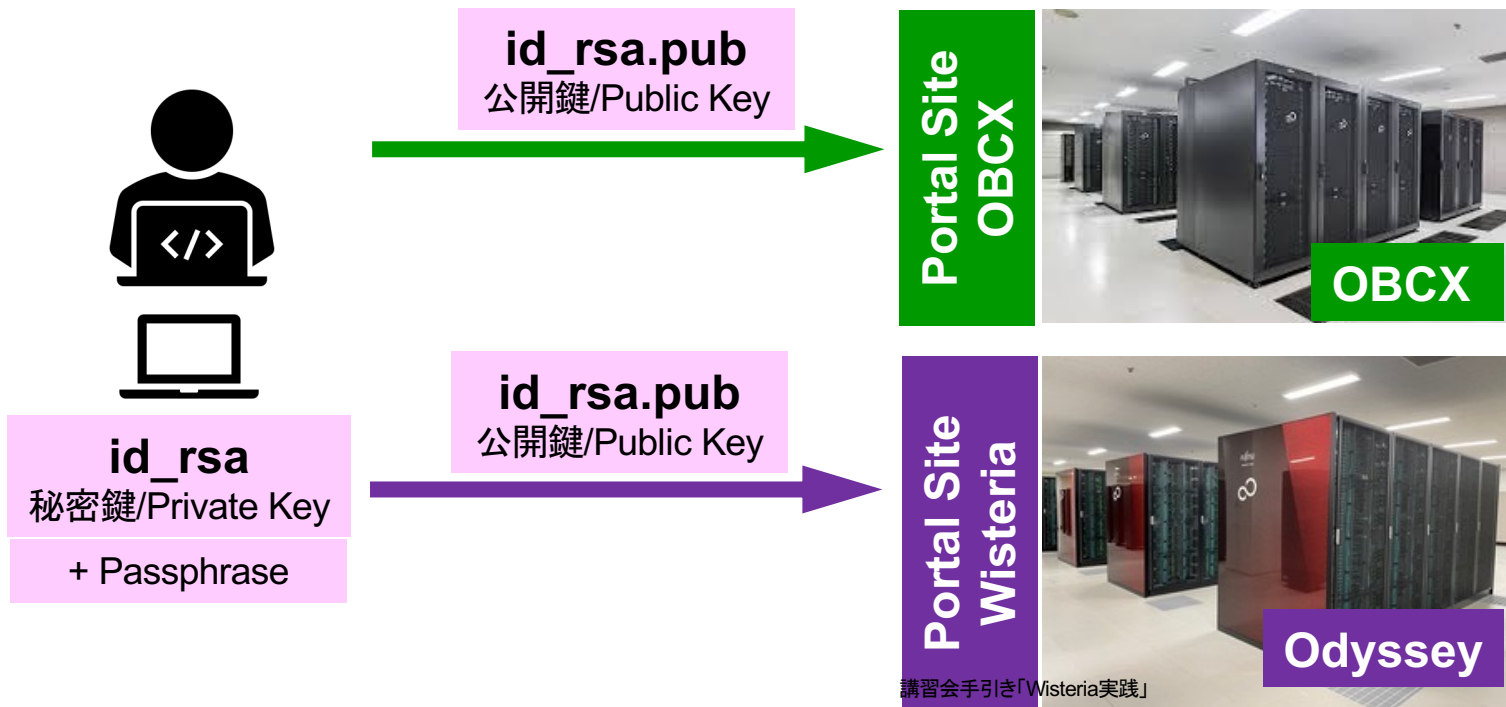 id_rsa.pub
公開鍵/Public Key
Portal Site
OBCX
OBCX
</>
id_rsa.pub
公開鍵/Public Key
id_rsa
秘密鍵/Private Key
+ Passphrase
Portal Site
Wisteria
Odyssey
講習会手引き「Wisteria実践」